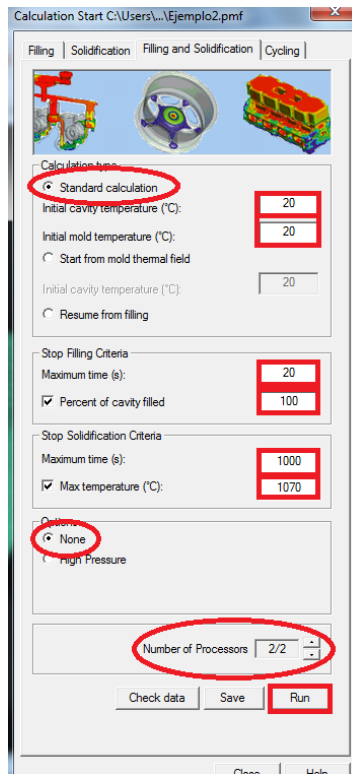 Calculation Start C:\Users\...\Ejemplo2.pmf
Filling Solidification Filling and Solidification Cycling
Calculation type
Standard calculation
Initial cavity temperature (°C): 20
Initial mold temperature (°C): 20
Start from mold thermal field
Initial cavity temperature (°C): 20
Resume from filling
Stop Filling Criteria
Maximum time (s): 20
Percent of cavity filled 100
Stop Solidification Criteria
Maximum time (s): 1000
Max temperature (°C): 1070
Options
None
High Pressure
Number of Processors 2/2
Check data Save Run
Close Help